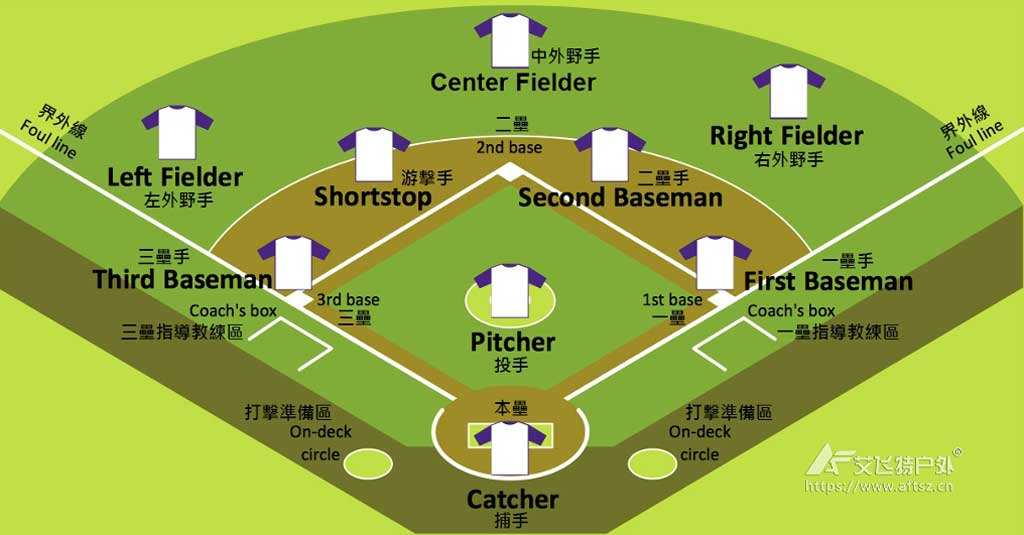 中外野手
Center Fielder
界外線
Foul line
二壘
2nd base
Right Fielder
右外野手
界外線
Foul line
Left Fielder
左外野手
游擊手
Shortstop
二壘手
Second Baseman
三壘手
Third Baseman
一壘手
First Baseman
3rd base
三壘
1st base
一壘
Coach's box
三壘指導教練區
Coach's box
一壘指導教練區
Pitcher
投手
打擊準備區
On-deck
circle
本壘
打擊準備區
On-deck
circle
Catcher
捕手
AF艾飞特户外®
https://www.aftsz.cn